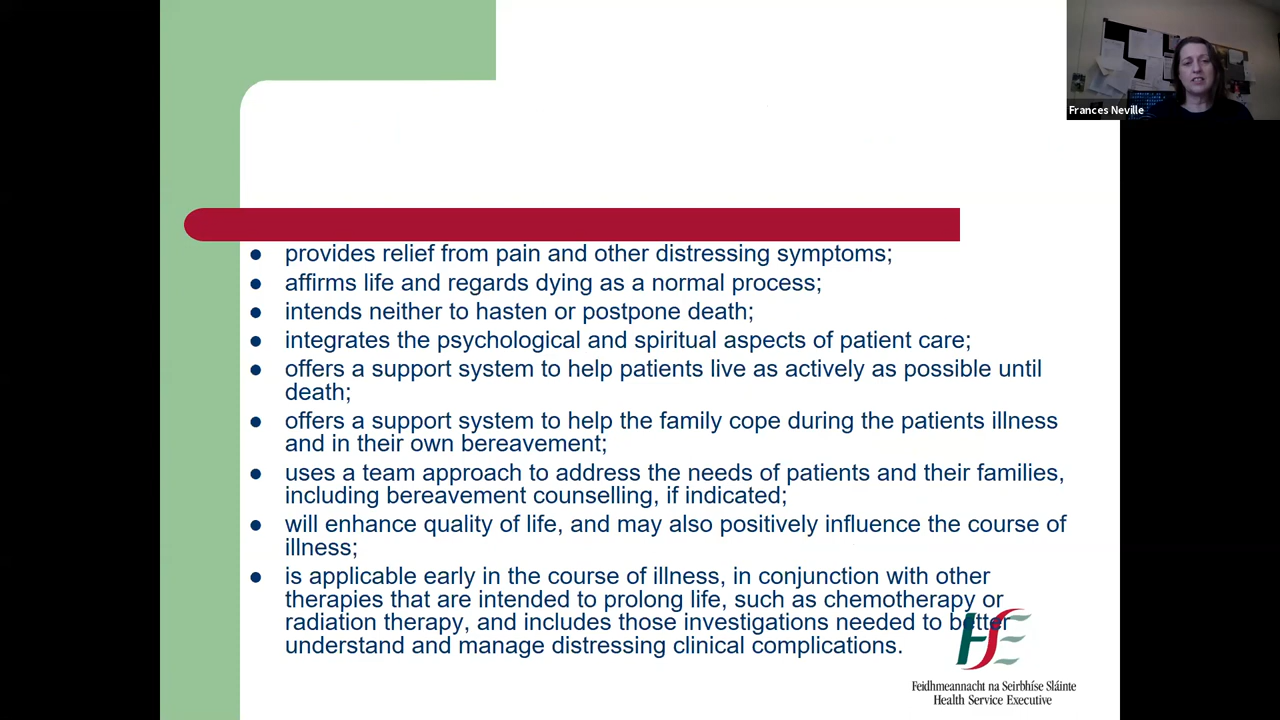 Frances Neville
● provides relief from pain and other distressing symptoms;
● affirms life and regards dying as a normal process;
● intends neither to hasten or postpone death;
● integrates the psychological and spiritual aspects of patient care;
● offers a support system to help patients live as actively as possible until
death;
● offers a support system to help the family cope during the patients illness
and in their own bereavement;
● uses a team approach to address the needs of patients and their families,
including bereavement counselling, if indicated;
● will enhance quality of life, and may also positively influence the course of
illness;
● is applicable early in the course of illness, in conjunction with other
therapies that are intended to prolong life, such as chemotherapy or
radiation therapy, and includes those investigations needed to better
understand and manage distressing clinical complications.
HSE
Feidhmeannacht na Seirbhíse Sláinte
Health Service Executive